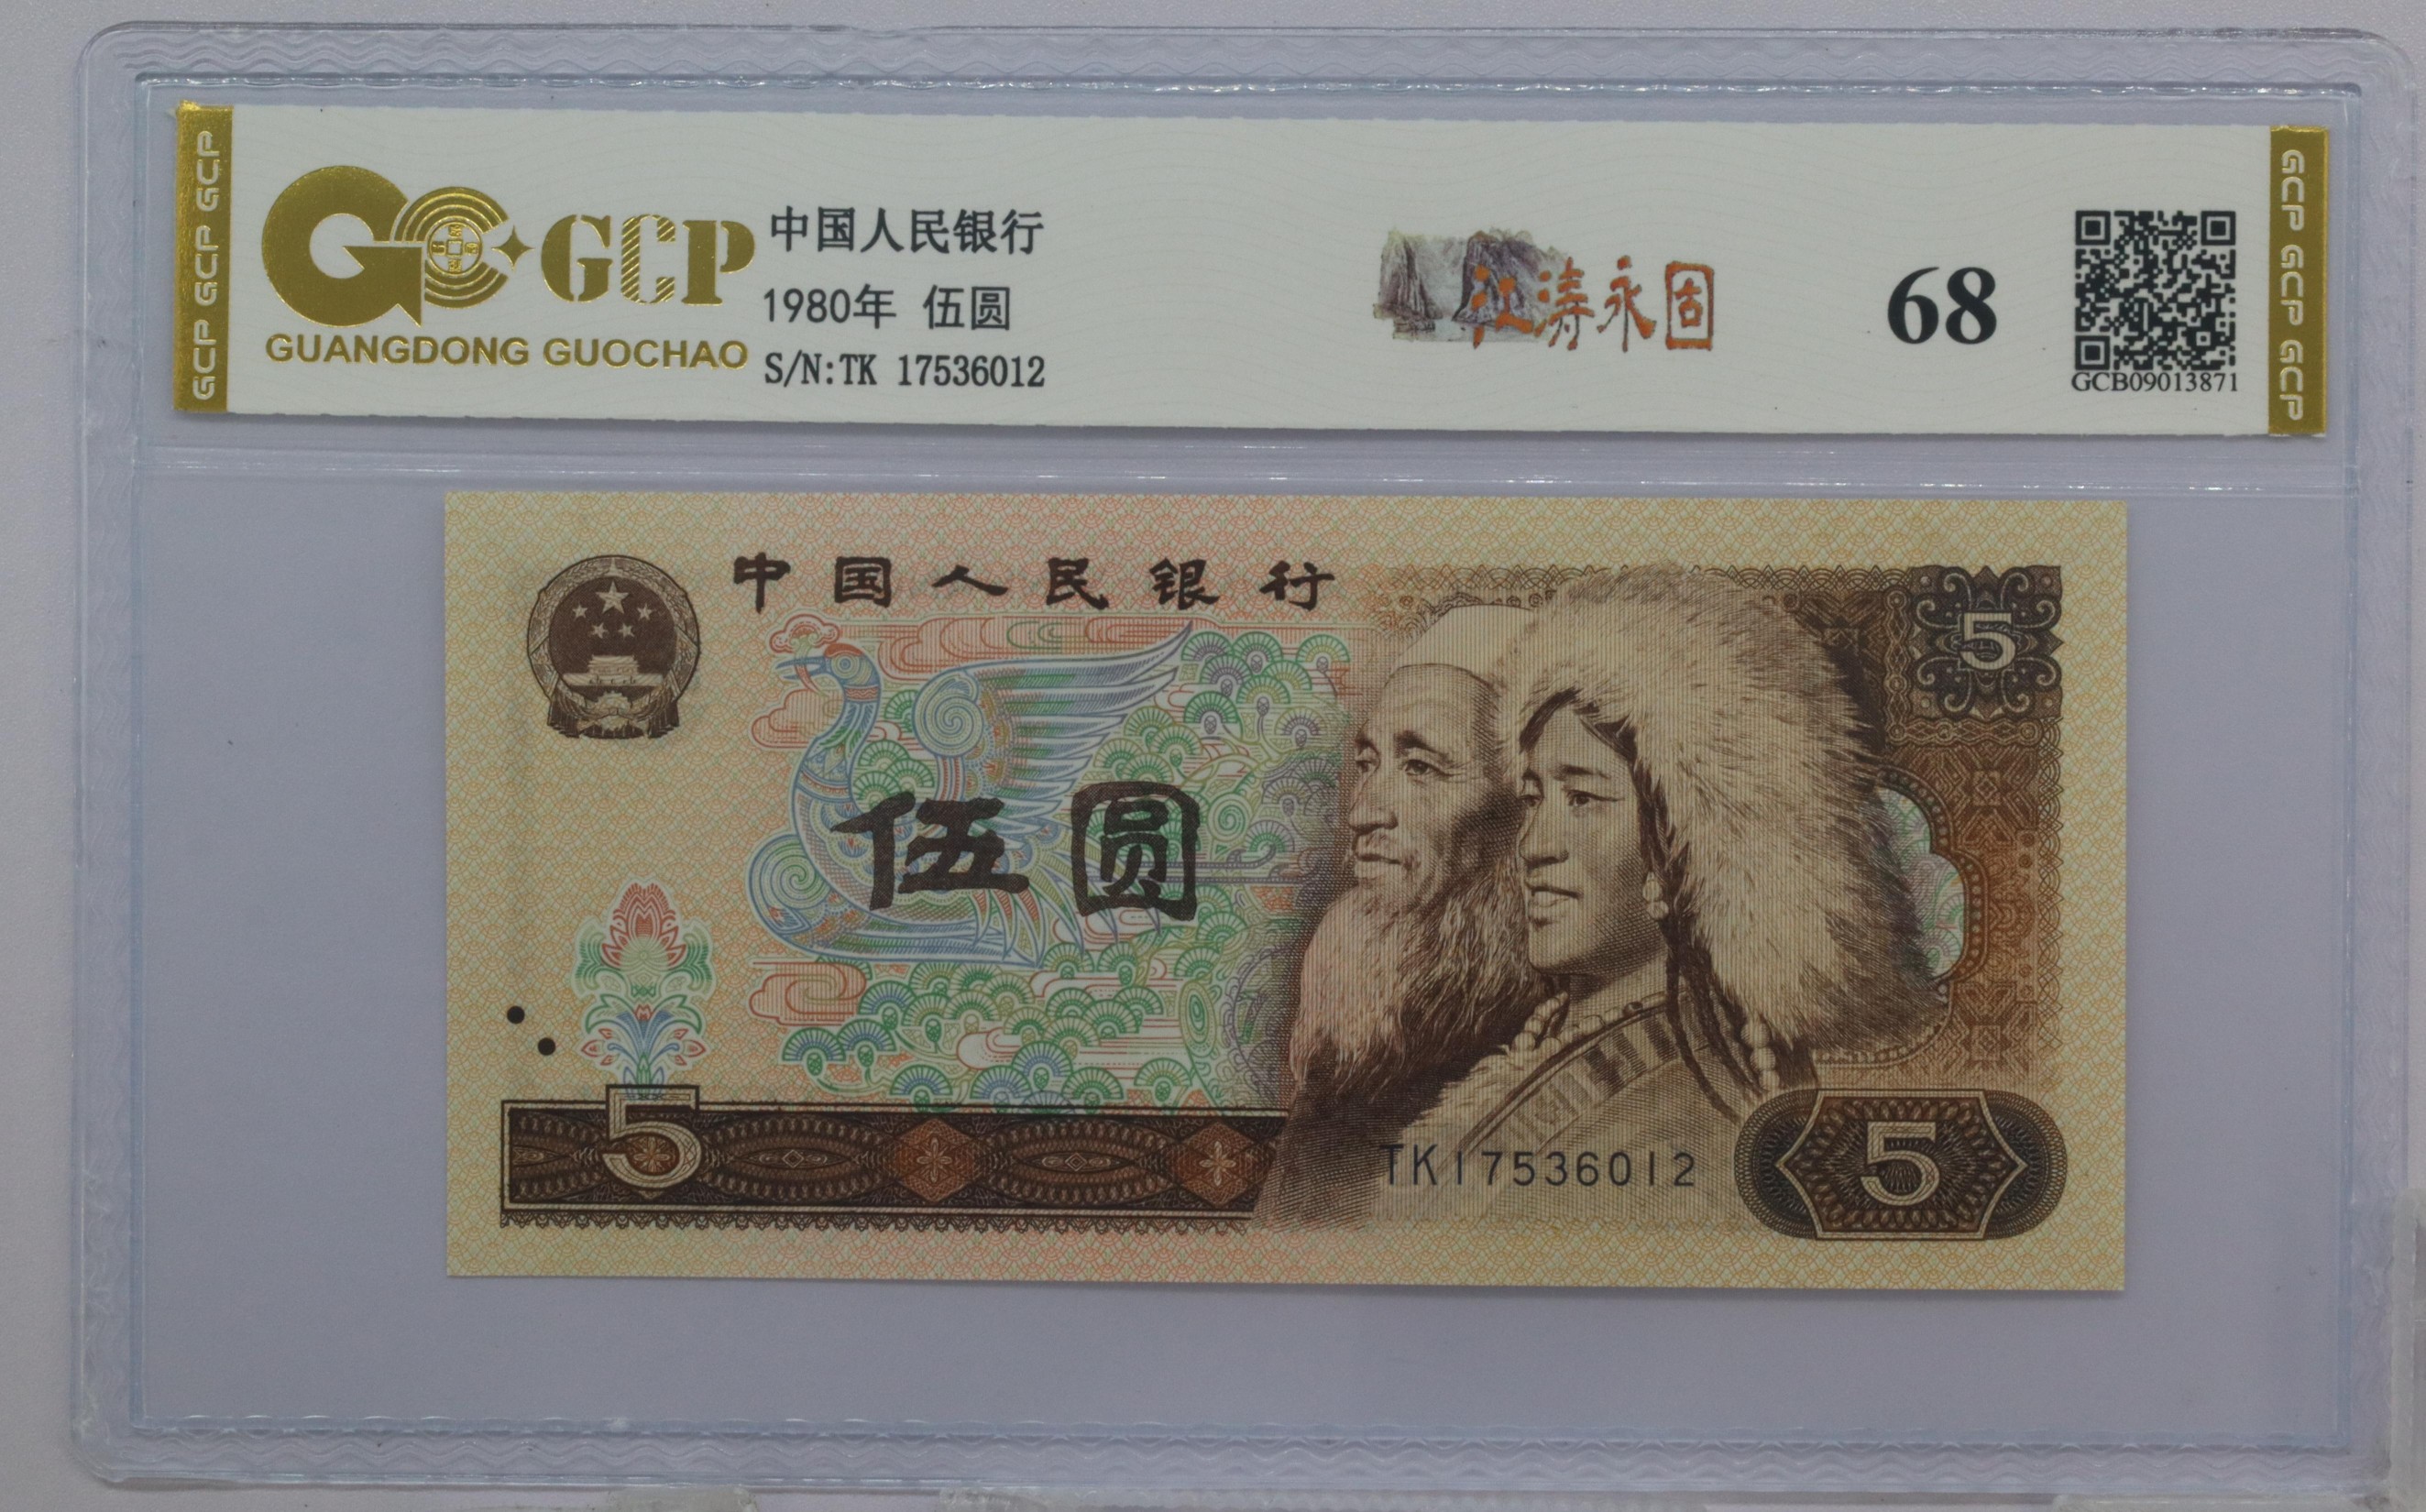 GCP GCP GCP
GCP
GUANGDONG GUOCHAO
中国人民银行
1980年 伍圆
S/N:TK 17536012
江涛永固
68
GCB09013871
GCP GCP GCP
中国人民银行
5
伍圆
5
TK17536012
5